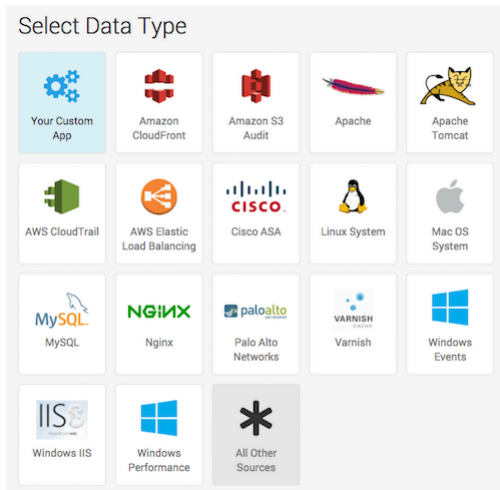 Select Data Type
Your Custom
App
Amazon
CloudFront
Amazon S3
Audit
Apache
Apache
Tomcat
AWS CloudTrail
AWS Elastic
Load Balancing
CISCO
Cisco ASA
Linux System
Mac OS
System
MySQL
MySQL
NGINX
Nginx
paloalto
NETWORKS
Palo Alto
Networks
VARNISH
CACHE
Varnish
Windows
Events
IIS
Windows IIS
Windows
Performance
All Other
Sources